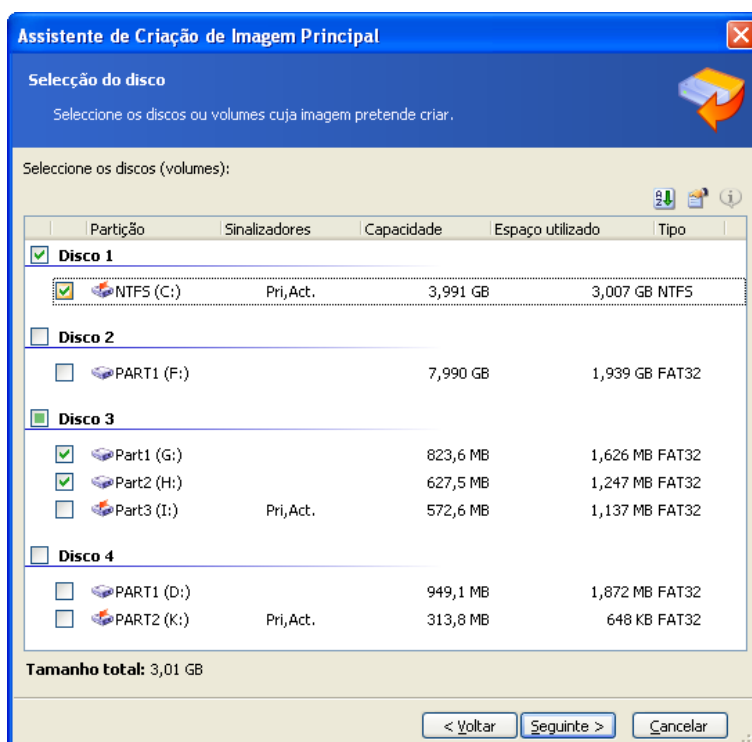 Assistente de Criação de Imagem Principal
Selecção do disco
Seleccione os discos ou volumes cuja imagem pretende criar.
Seleccione os discos (volumes):
Partição Sinalizadores Capacidade Espaço utilizado Tipo
Disco 1
NTFS (C:) Pri,Act. 3,991 GB 3,007 GB NTFS
Disco 2
PART1 (F:) 7,990 GB 1,939 GB FAT32
Disco 3
Part1 (G:) 823,6 MB 1,626 MB FAT32
Part2 (H:) 627,5 MB 1,247 MB FAT32
Part3 (I:) Pri,Act. 572,6 MB 1,137 MB FAT32
Disco 4
PART1 (D:) 949,1 MB 1,872 MB FAT32
PART2 (K:) Pri,Act. 313,8 MB 648 KB FAT32
Tamanho total: 3,01 GB
< Voltar Seguinte > Cancelar